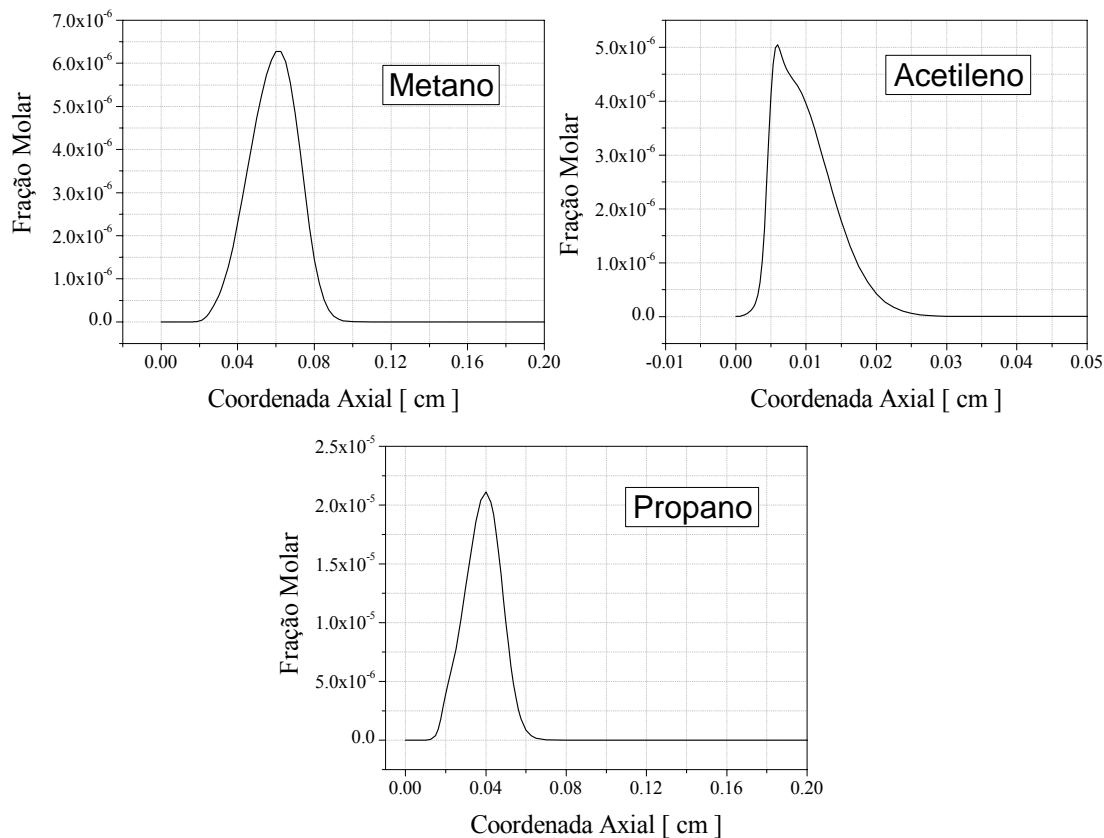 7.0x10⁻⁶
6.0x10⁻⁶
5.0x10⁻⁶
4.0x10⁻⁶
3.0x10⁻⁶
2.0x10⁻⁶
1.0x10⁻⁶
0.0
Fração Molar
Metano
0.00 0.04 0.08 0.12 0.16 0.20
Coordenada Axial [ cm ]
5.0x10⁻⁶
4.0x10⁻⁶
3.0x10⁻⁶
2.0x10⁻⁶
1.0x10⁻⁶
0.0
Fração Molar
Acetileno
-0.01 0.00 0.01 0.02 0.03 0.04 0.05
Coordenada Axial [ cm ]
2.5x10⁻⁵
2.0x10⁻⁵
1.5x10⁻⁵
1.0x10⁻⁵
5.0x10⁻⁶
0.0
Fração Molar
Propano
0.00 0.04 0.08 0.12 0.16 0.20
Coordenada Axial [ cm ]